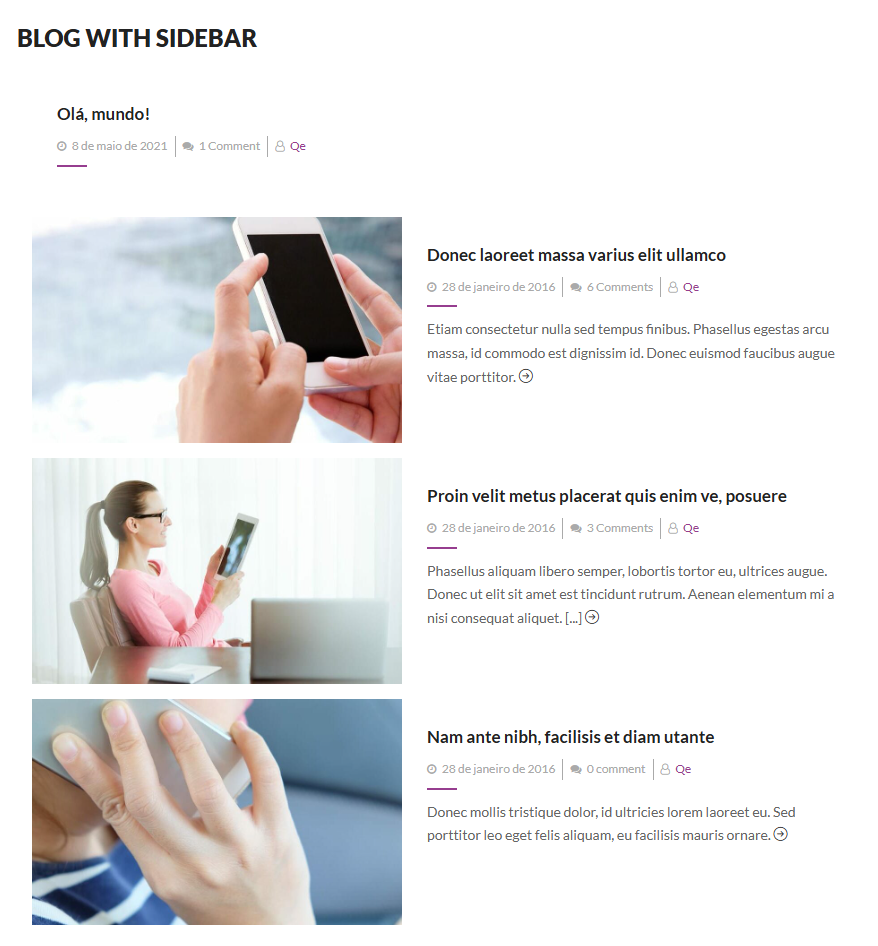 BLOG WITH SIDEBAR
Olá, mundo!
8 de maio de 2021 1 Comment Qe
Donec laoreet massa varius elit ullamco
28 de janeiro de 2016 6 Comments Qe
Etiam consectetur nulla sed tempus finibus. Phasellus egestas arcu
massa, id commodo est dignissim id. Donec euismod faucibus augue
vitae porttitor.
Proin velit metus placerat quis enim ve, posuere
28 de janeiro de 2016 3 Comments Qe
Phasellus aliquam libero semper, lobortis tortor eu, ultrices augue.
Donec ut elit sit amet est tincidunt rutrum. Aenean elementum mi a
nisi consequat aliquet. [...]
Nam ante nibh, facilisis et diam utante
28 de janeiro de 2016 0 comment Qe
Donec mollis tristique dolor, id ultricies lorem laoreet eu. Sed
porttitor leo eget felis aliquam, eu facilisis mauris ornare.